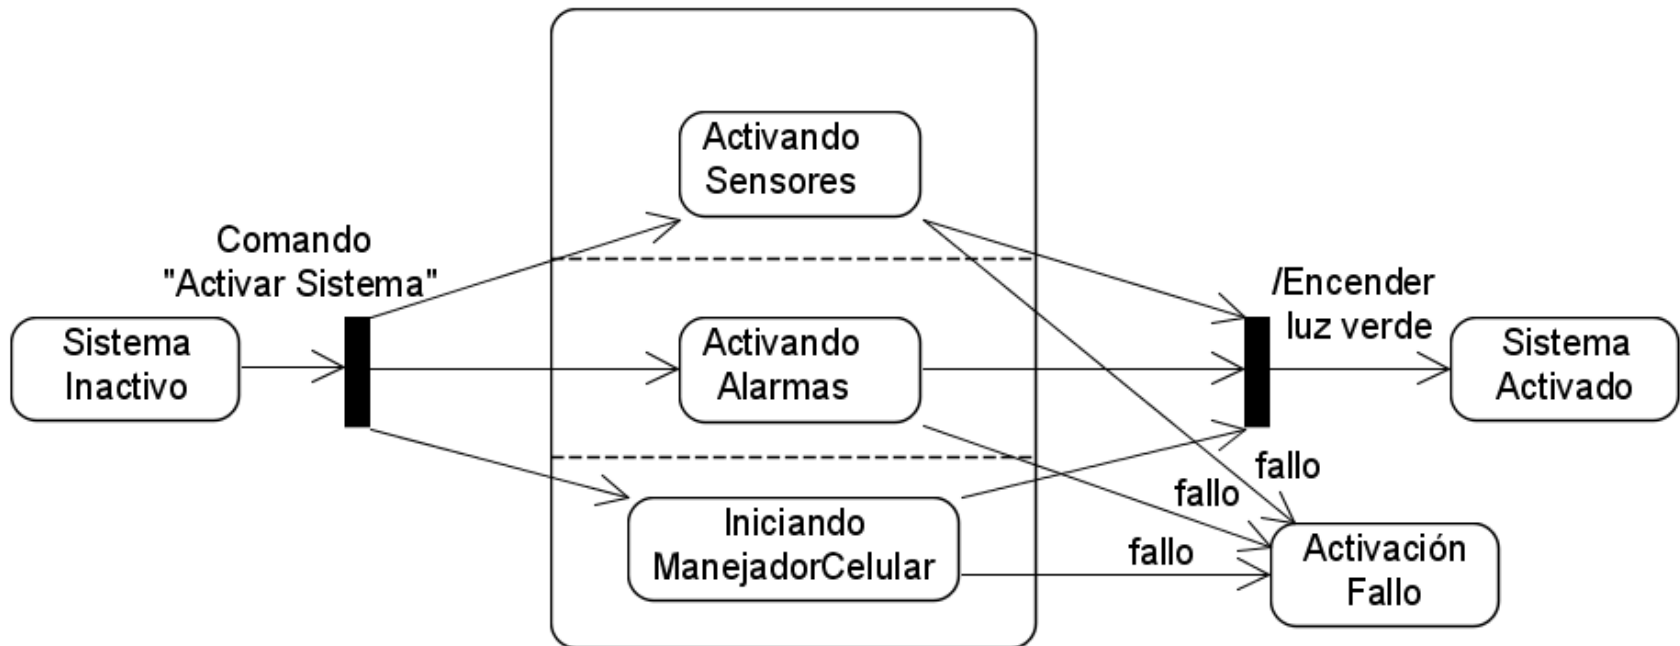 Activando
Sensores
Comando
"Activar Sistema"
/Encender
luz verde
Sistema
Inactivo
Activando
Alarmas
Sistema
Activado
fallo
fallo
Iniciando
ManejadorCelular
fallo
Activación
Fallo